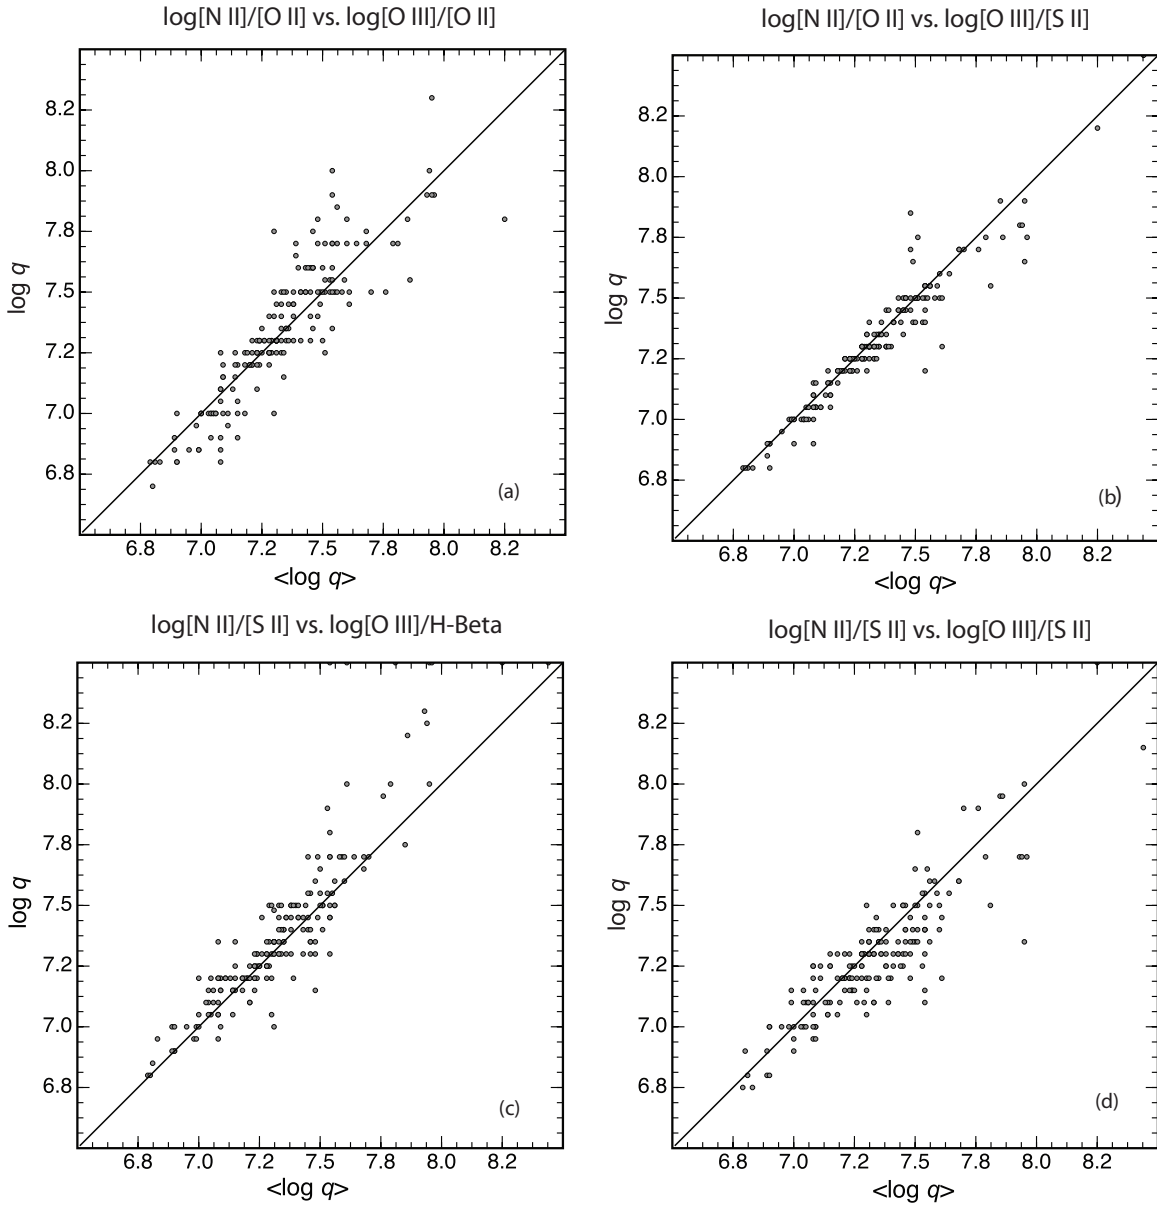 log[N II]/[O II] vs. log[O III]/[O II]
8.2
8.0
7.8
7.5
7.2
7.0
6.8
log q
(a)
6.8 7.0 7.2 7.5 7.8 8.0 8.2
<log q>
log[N II]/[O II] vs. log[O III]/[S II]
8.2
8.0
7.8
7.5
7.2
7.0
6.8
log q
(b)
6.8 7.0 7.2 7.5 7.8 8.0 8.2
<log q>
log[N II]/[S II] vs. log[O III]/H-Beta
8.2
8.0
7.8
7.5
7.2
7.0
6.8
log q
(c)
6.8 7.0 7.2 7.5 7.8 8.0 8.2
<log q>
log[N II]/[S II] vs. log[O III]/[S II]
8.2
8.0
7.8
7.5
7.2
7.0
6.8
log q
(d)
6.8 7.0 7.2 7.5 7.8 8.0 8.2
<log q>